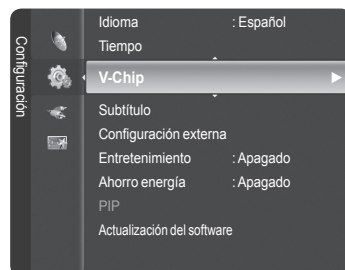 Configuración
Idioma : Español
Tiempo
V-Chip
Subtítulo
Configuración externa
Entretenimiento : Apagado
Ahorro energía : Apagado
PIP
Actualización del software